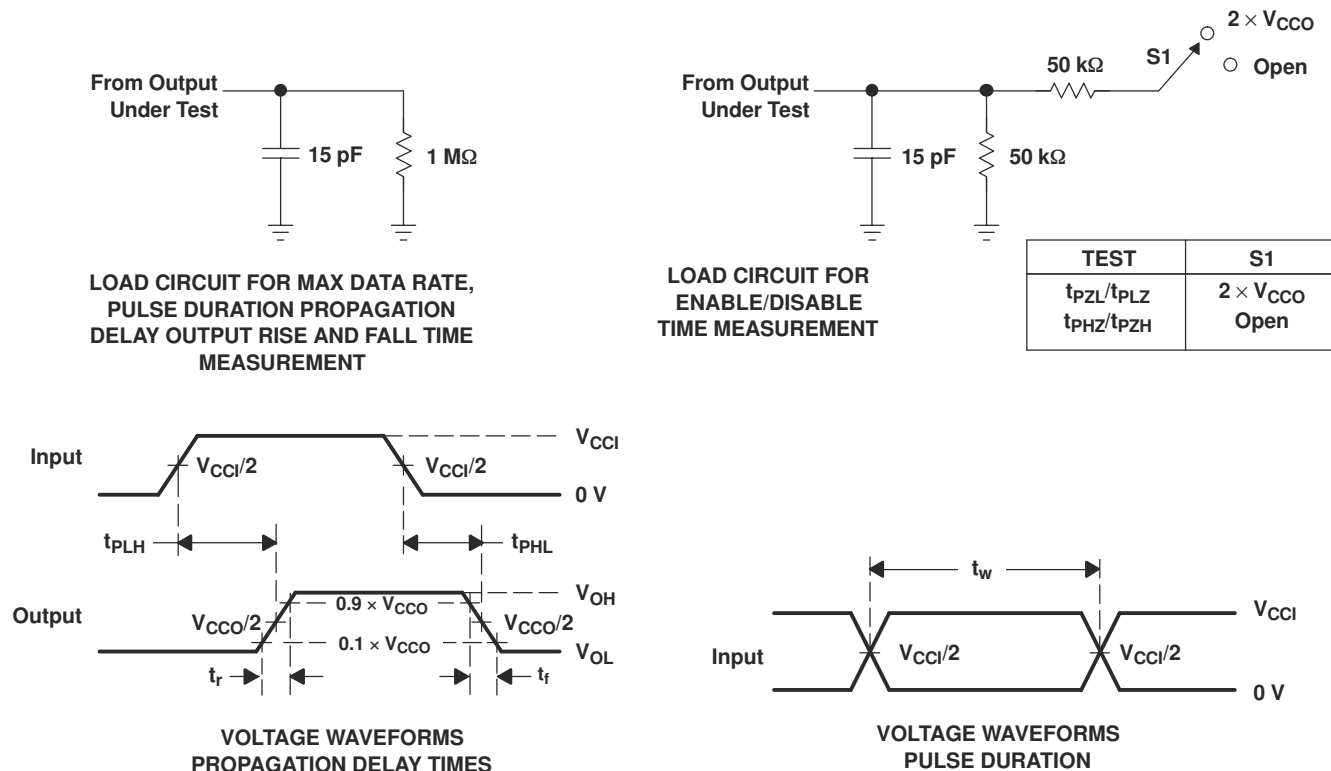 From Output
Under Test
15 pF
1 MΩ
LOAD CIRCUIT FOR MAX DATA RATE,
PULSE DURATION PROPAGATION
DELAY OUTPUT RISE AND FALL TIME
MEASUREMENT
From Output
Under Test
15 pF
50 kΩ
50 kΩ
S1
2 × VCCO
Open
LOAD CIRCUIT FOR
ENABLE/DISABLE
TIME MEASUREMENT
TEST S1
tPZL/tPLZ 2 × VCCO
tPHZ/tPZH Open
Input
VCCI/2
VCCI/2
VCCI
0 V
tPLH
tPHL
Output
VCCO/2
0.9 × VCCO
0.1 × VCCO
VCCO/2
VOH
VOL
tr
tf
VOLTAGE WAVEFORMS
PROPAGATION DELAY TIMES
tw
Input
VCCI/2
VCCI/2
VCCI
0 V
VOLTAGE WAVEFORMS
PULSE DURATION